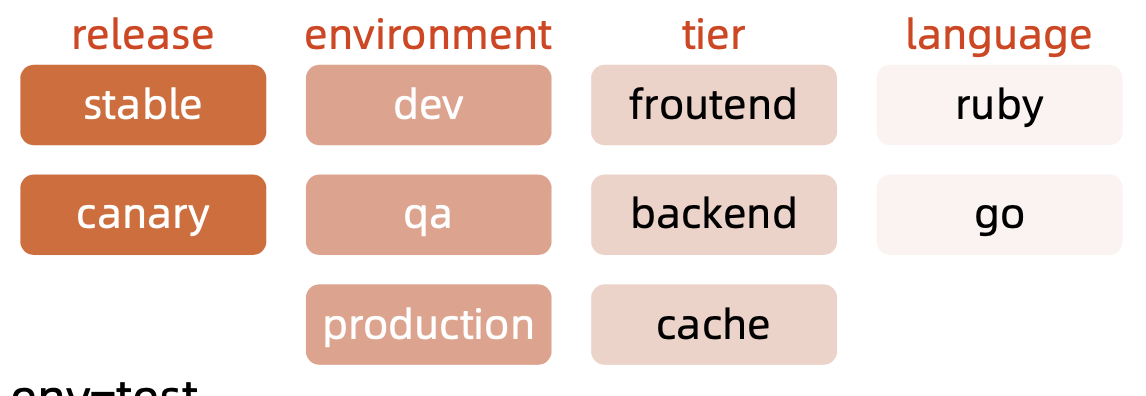 release environment tier language
stable dev froutend ruby
canary qa backend go
production cache
env=test